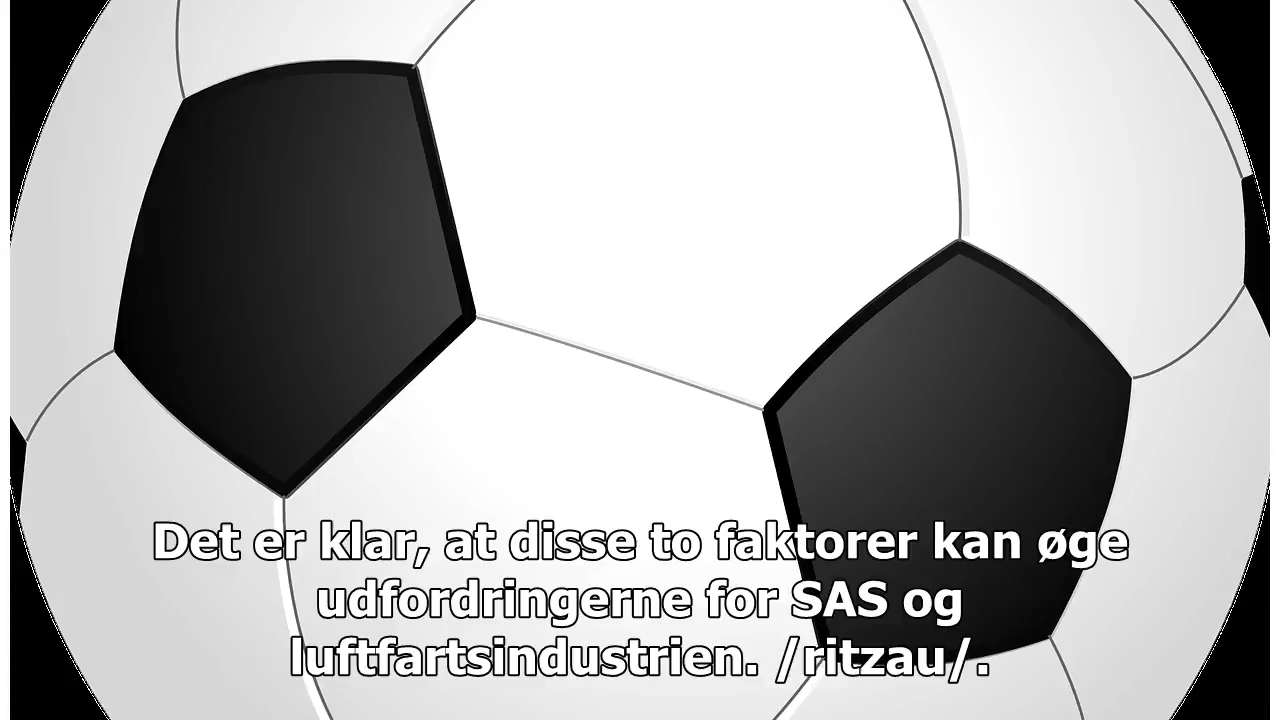 Det er klar, at disse to faktorer kan øge
udfordringerne for SAS og
luftfartsindustrien. /ritzau/.